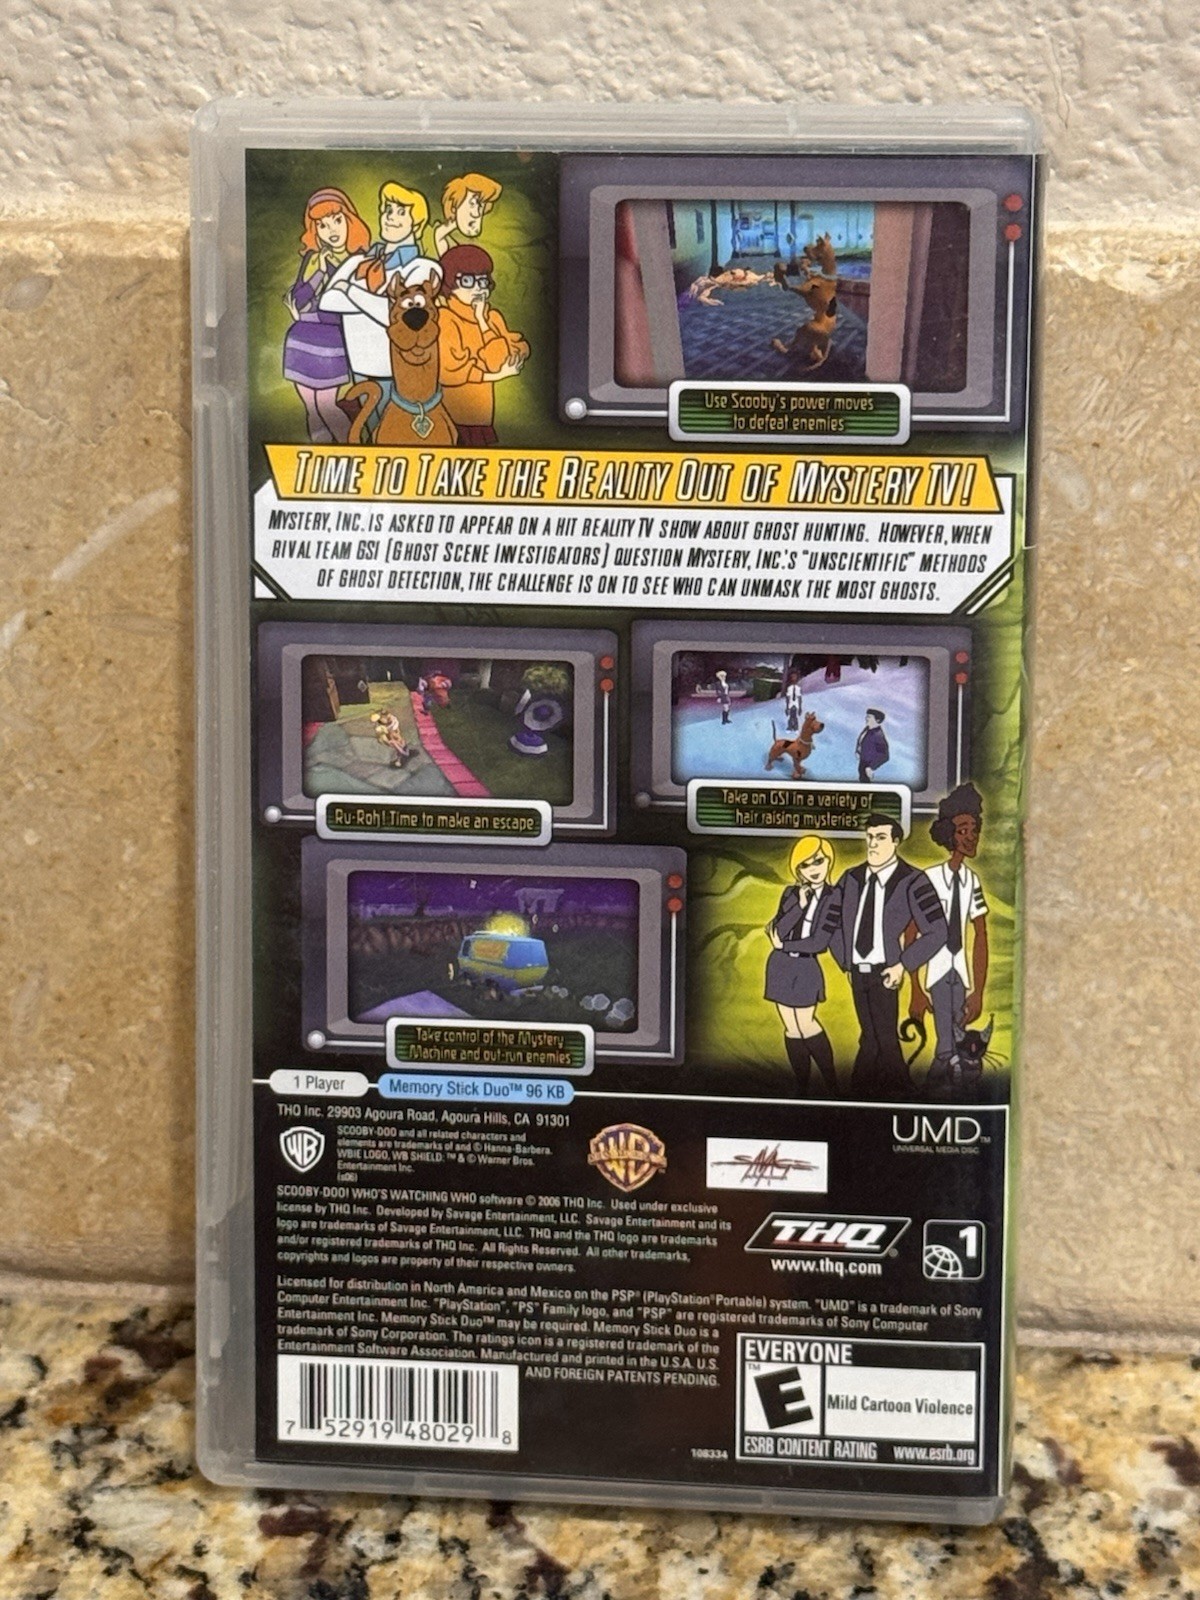 Use Scooby's power moves
to defeat enemies
TIME TO TAKE THE REALITY OUT OF MYSTERY TV!
MYSTERY, INC. IS ASKED TO APPEAR ON A HIT REALITY TV SHOW ABOUT GHOST HUNTING. HOWEVER, WHEN
RIVAL TEAM GSI [GHOST SCENE INVESTIGATORS] QUESTION MYSTERY, INC.'S "UNSCIENTIFIC" METHODS
OF GHOST DETECTION, THE CHALLENGE IS ON TO SEE WHO CAN UNMASK THE MOST GHOSTS.
Ru-Roh! Time to make an escape
Take on GSI in a variety of
hair raising mysteries
Take control of the Mystery
Machine and out-run enemies
1 Player
Memory Stick Duo™ 96 KB
THQ Inc. 29903 Agoura Road, Agoura Hills, CA 91301
WB
SCOOBY-DOO and all related characters and
elements are trademarks of and © Hanna-Barbera.
WBIE LOGO, WB SHIELD: ™ & © Warner Bros.
Entertainment Inc.
(s06)
WB
UMD™
UNIVERSAL MEDIA DISC
SCOOBY-DOO! WHO'S WATCHING WHO software © 2006 THQ Inc. Used under exclusive
license by THQ Inc. Developed by Savage Entertainment, LLC. Savage Entertainment and its
logo are trademarks of Savage Entertainment, LLC. THQ and the THQ logo are trademarks
and/or registered trademarks of THQ Inc. All Rights Reserved. All other trademarks,
copyrights and logos are property of their respective owners.
THQ®
www.thq.com
1
Licensed for distribution in North America and Mexico on the PSP® (PlayStation®Portable) system. "UMD" is a trademark of Sony
Computer Entertainment Inc. "PlayStation", "PS" Family logo, and "PSP" are registered trademarks of Sony Computer
Entertainment Inc. Memory Stick Duo™ may be required. Memory Stick Duo is a
trademark of Sony Corporation. The ratings icon is a registered trademark of the
Entertainment Software Association. Manufactured and printed in the U.S.A. U.S.
AND FOREIGN PATENTS PENDING.
7 52919 48029 8
108334
EVERYONE
™
E
Mild Cartoon Violence
ESRB CONTENT RATING www.esrb.org